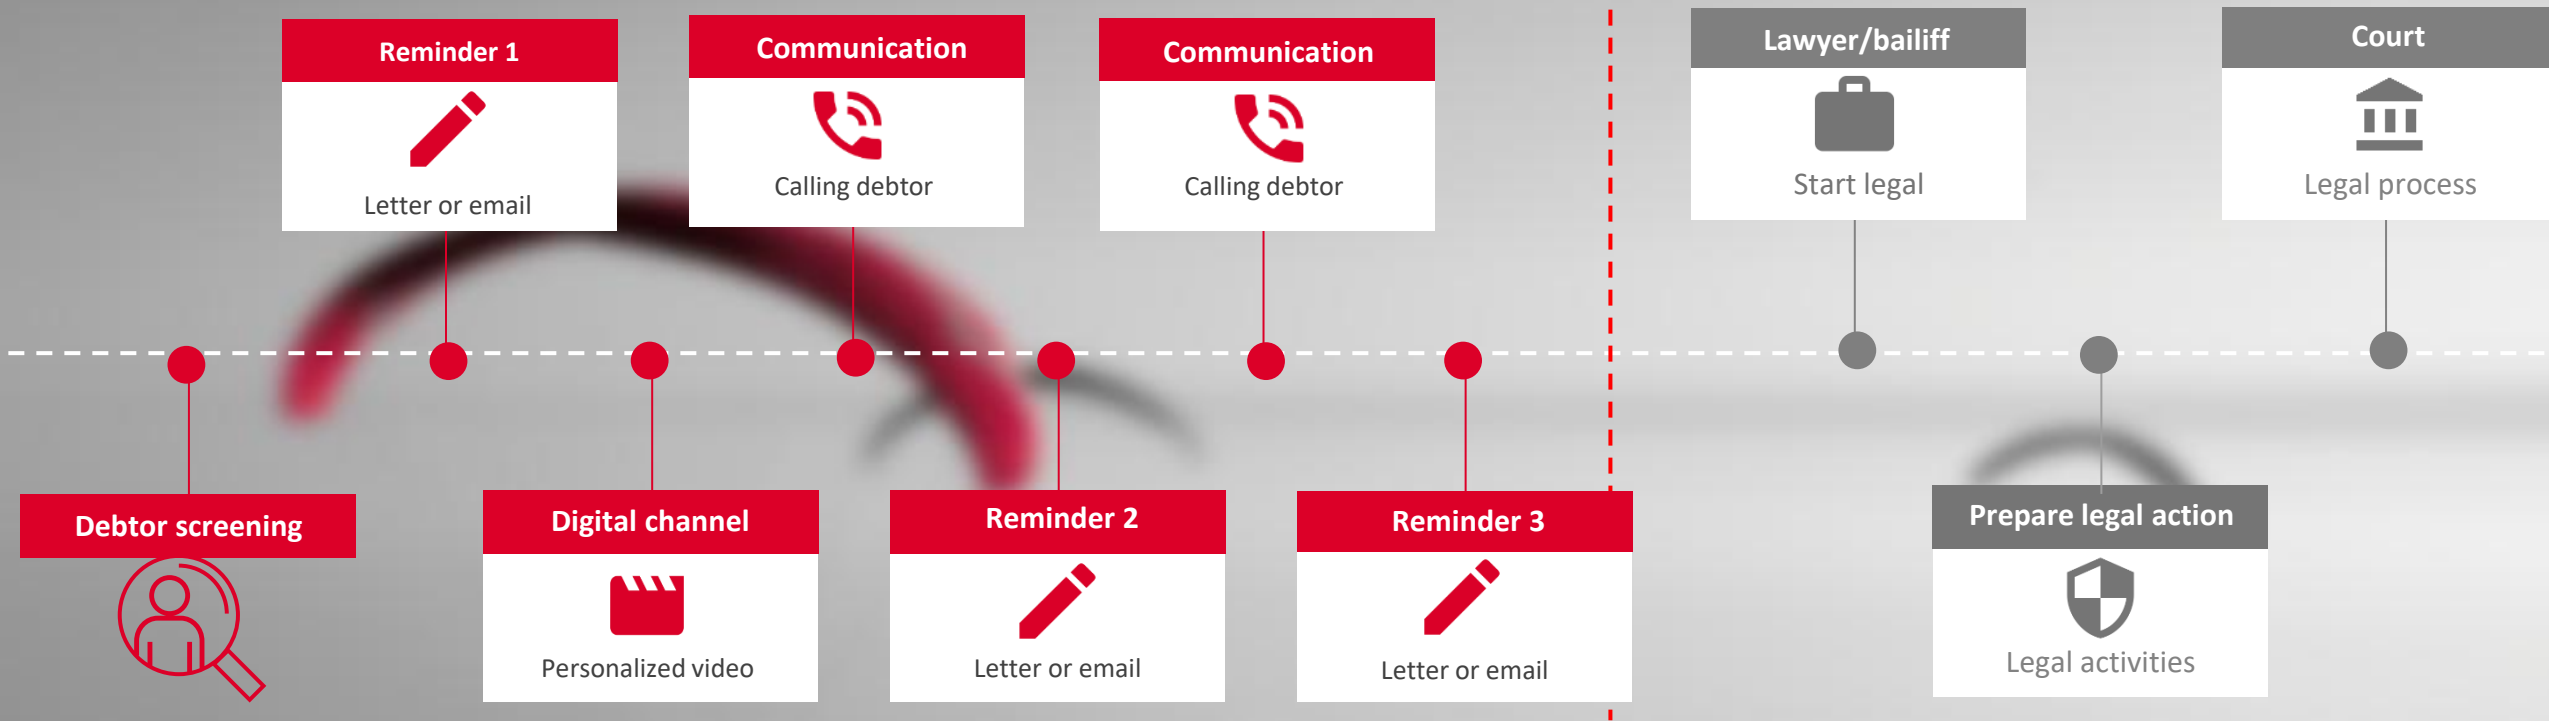 Reminder 1
Letter or email
Communication
Calling debtor
Communication
Calling debtor
Lawyer/bailiff
Start legal
Court
Legal process
Debtor screening
Digital channel
Personalized video
Reminder 2
Letter or email
Reminder 3
Letter or email
Prepare legal action
Legal activities